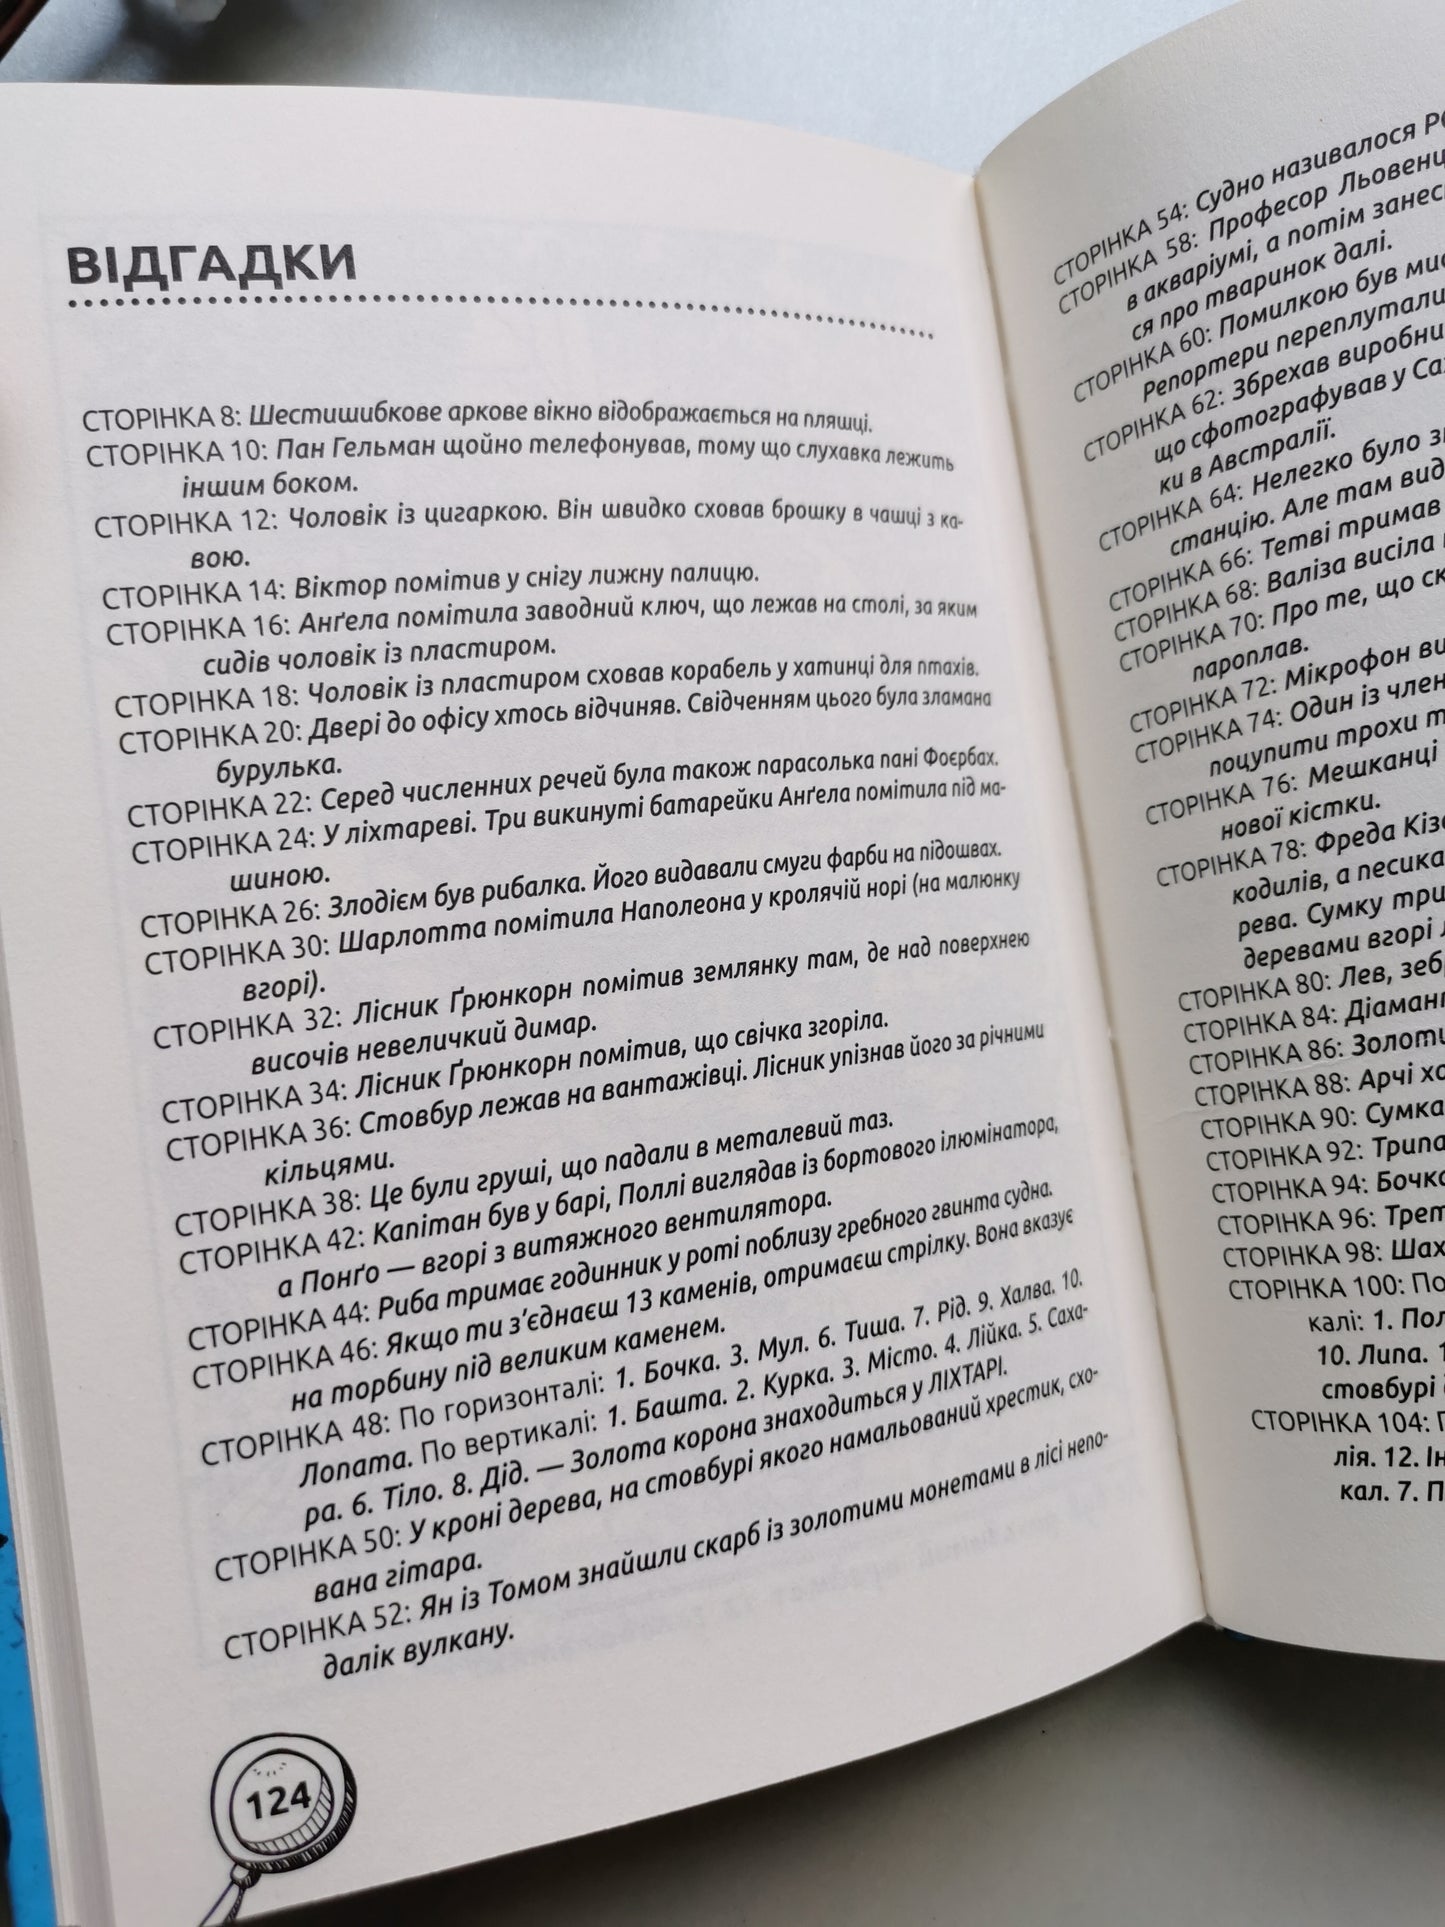 ВІДГАДКИ
СТОРІНКА 8: Шестишибкове аркове вікно відображається на пляшці.
СТОРІНКА 10: Пан Гельман щойно телефонував, тому що слухавка лежить
іншим боком.
СТОРІНКА 12: Чоловік із цигаркою. Він швидко сховав брошку в чашці з ка-
вою.
СТОРІНКА 14: Віктор помітив у снігу лижну палицю.
СТОРІНКА 16: Анґела помітила заводний ключ, що лежав на столі, за яким
сидів чоловік із пластиром.
СТОРІНКА 18: Чоловік із пластиром сховав корабель у хатинці для птахів.
СТОРІНКА 20: Двері до офісу хтось відчиняв. Свідченням цього була зламана
бурулька.
СТОРІНКА 22: Серед численних речей була також парасолька пані Фоєрбах.
СТОРІНКА 24: У ліхтареві. Три викинуті батарейки Анґела помітила під ма-
шиною.
СТОРІНКА 26: Злодієм був рибалка. Його видавали смуги фарби на підошвах.
СТОРІНКА 30: Шарлотта помітила Наполеона у кролячій норі (на малюнку
вгорі).
СТОРІНКА 32: Лісник Ґрюнкорн помітив землянку там, де над поверхнею
височів невеличкий димар.
СТОРІНКА 34: Лісник Ґрюнкорн помітив, що свічка згоріла.
СТОРІНКА 36: Стовбур лежав на вантажівці. Лісник упізнав його за річними
кільцями.
СТОРІНКА 38: Це були груші, що падали в металевий таз.
СТОРІНКА 42: Капітан був у барі, Поллі виглядав із бортового ілюмінатора,
а Понґо — вгорі з витяжного вентилятора.
СТОРІНКА 44: Риба тримає годинник у роті поблизу гребного гвинта судна.
СТОРІНКА 46: Якщо ти з’єднаєш 13 каменів, отримаєш стрілку. Вона вказує
на торбину під великим каменем.
СТОРІНКА 48: По горизонталі: 1. Бочка. 3. Мул. 6. Тиша. 7. Рід. 9. Халва. 10.
Лопата. По вертикалі: 1. Башта. 2. Курка. 3. Місто. 4. Лійка. 5. Саха-
ра. 6. Тіло. 8. Дід. — Золота корона знаходиться у ЛІХТАРІ.
СТОРІНКА 50: У кроні дерева, на стовбурі якого намальований хрестик, схо-
вана гітара.
СТОРІНКА 52: Ян із Томом знайшли скарб із золотими монетами в лісі непо-
далік вулкану.
124
СТОРІНКА 54: Судно називалося
СТОРІНКА 58: Професор
в акваріумі, а потім
ся про тваринок далі.
СТОРІНКА 60: Помилкою був
Репортери переплутали
СТОРІНКА 62: Збрехав
що сфотографував у
ки в Австралії.
СТОРІНКА 64: Нелегко було
станцію. Але там
СТОРІНКА 66: Тетві тримав
СТОРІНКА 68: Валіза висіла
СТОРІНКА 70: Про те, що
пароплав.
СТОРІНКА 72: Мікрофон
СТОРІНКА 74: Один із
поцупити трохи
СТОРІНКА 76: Мешканці
нової кістки.
СТОРІНКА 78: Фреда
кодилів, а песика
рева. Сумку
деревами вгорі
СТОРІНКА 80: Лев,
СТОРІНКА 84:
СТОРІНКА 86:
СТОРІНКА 88: Арчі
СТОРІНКА 90: Сумка
СТОРІНКА 92:
СТОРІНКА 94:
СТОРІНКА 96:
СТОРІНКА 98:
СТОРІНКА 100:
калі: 1.
10. Липа.
стовбурі
СТОРІНКА 104:
лія. 12.
кал. 7.